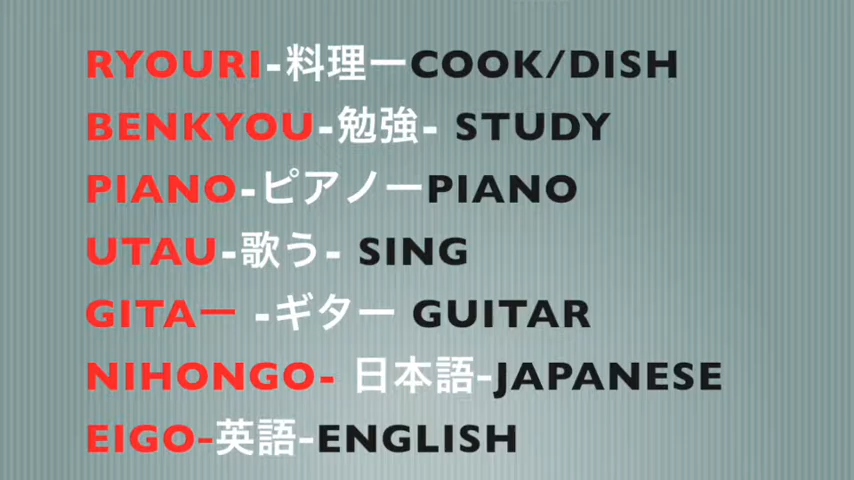 RYOURI-料理ーCOOK/DISH
BENKYOU-勉強- STUDY
PIANO-ピアノーPIANO
UTAU-歌う- SING
GITAー -ギター GUITAR
NIHONGO- 日本語-JAPANESE
EIGO-英語-ENGLISH